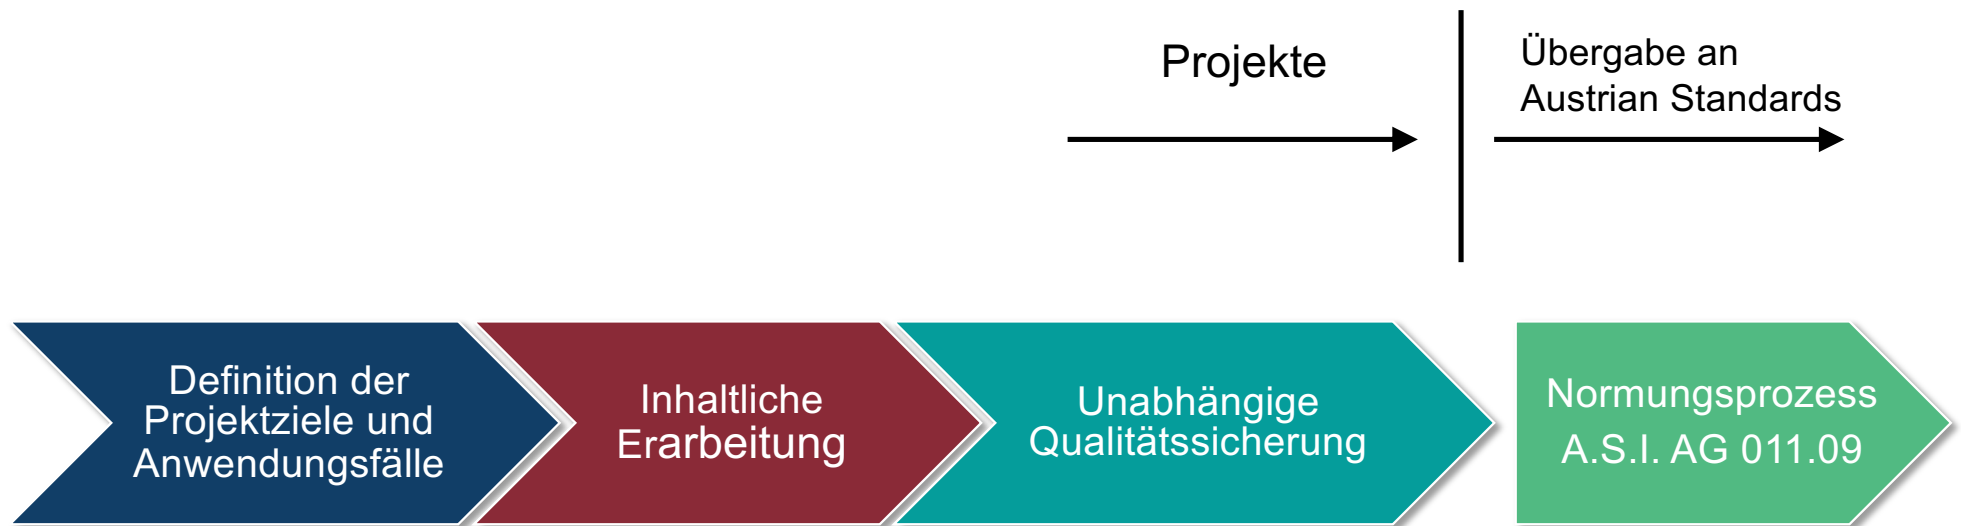 Projekte
Übergabe an
Austrian Standards
Definition der
Projektziele und
Anwendungsfälle
Inhaltliche
Erarbeitung
Unabhängige
Qualitätssicherung
Normungsprozess
A.S.I. AG 011.09